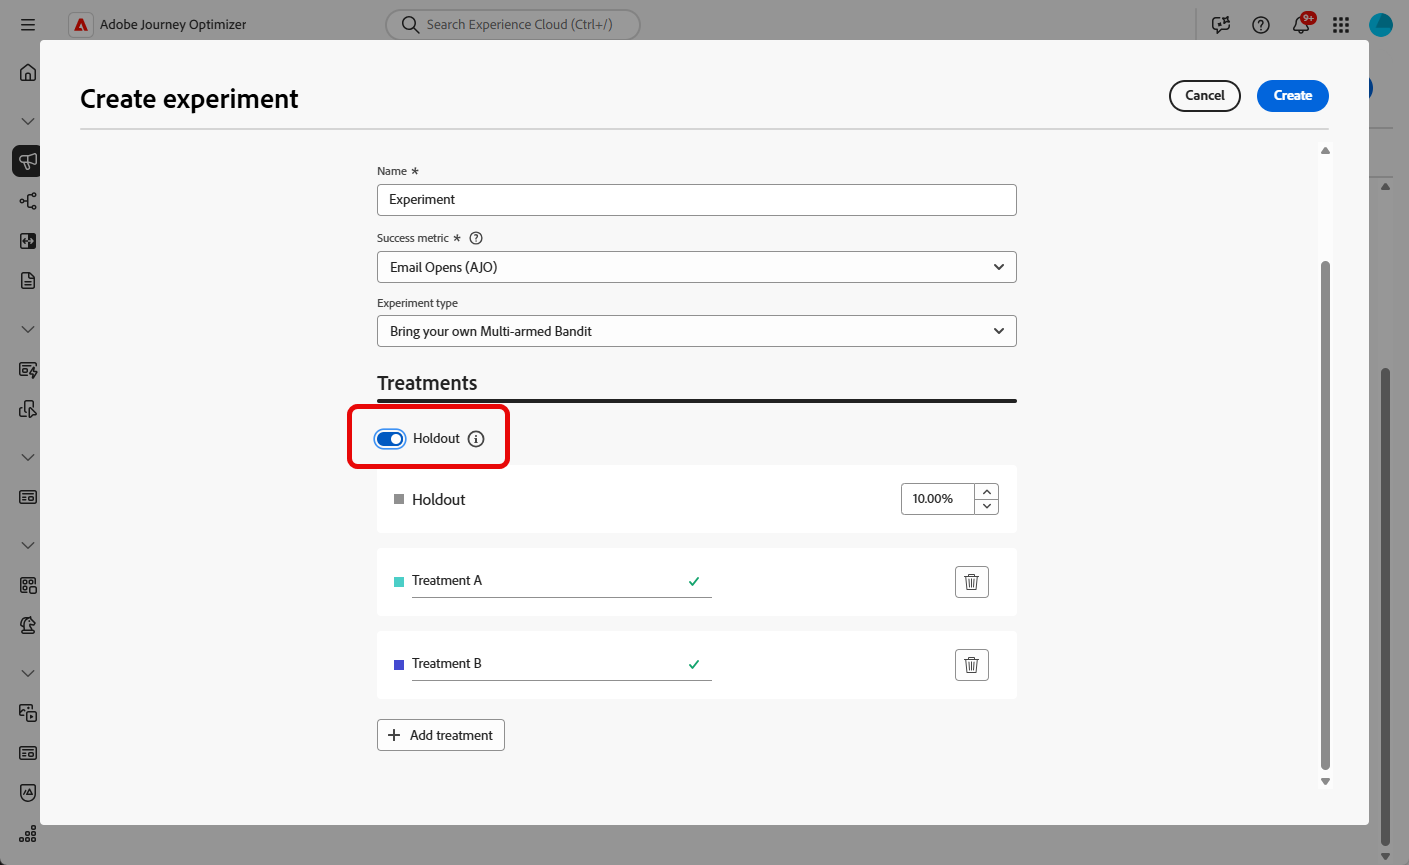 Adobe Journey Optimizer
Search Experience Cloud (Ctrl+/)
9+
Create experiment
Cancel
Create
Name *
Experiment
Success metric *
Email Opens (AJO)
Experiment type
Bring your own Multi-armed Bandit
Treatments
Holdout
Holdout
10.00%
Treatment A
Treatment B
Add treatment